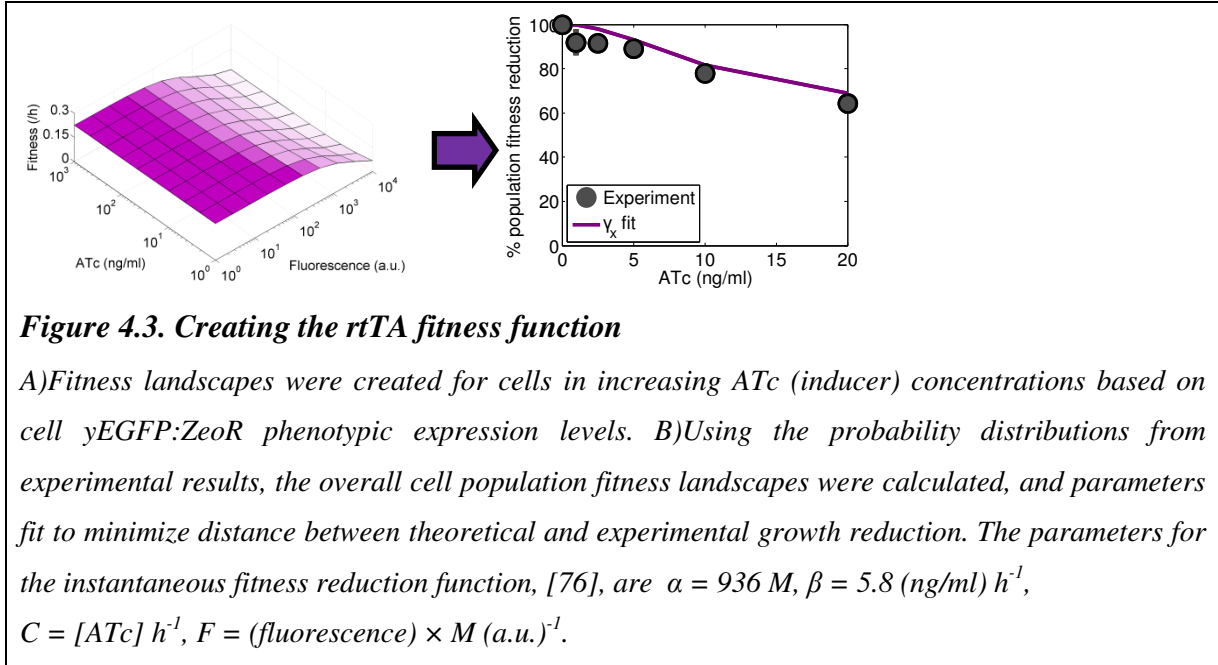 Fitness (/h)
0.3
0.15
0
10^3
10^2
10^1
10^0
ATc (ng/ml)
10^0
10^1
10^2
10^3
10^4
Fluorescence (a.u.)
% population fitness reduction
100
80
60
40
20
0
Experiment
γ_x fit
0
5
10
15
20
ATc (ng/ml)
Figure 4.3. Creating the rtTA fitness function
A)Fitness landscapes were created for cells in increasing ATc (inducer) concentrations based on
cell yEGFP:ZeoR phenotypic expression levels. B)Using the probability distributions from
experimental results, the overall cell population fitness landscapes were calculated, and parameters
fit to minimize distance between theoretical and experimental growth reduction. The parameters for
the instantaneous fitness reduction function, [76], are α = 936 M, β = 5.8 (ng/ml) h^-1,
C = [ATc] h^-1, F = (fluorescence) × M (a.u.)^-1.